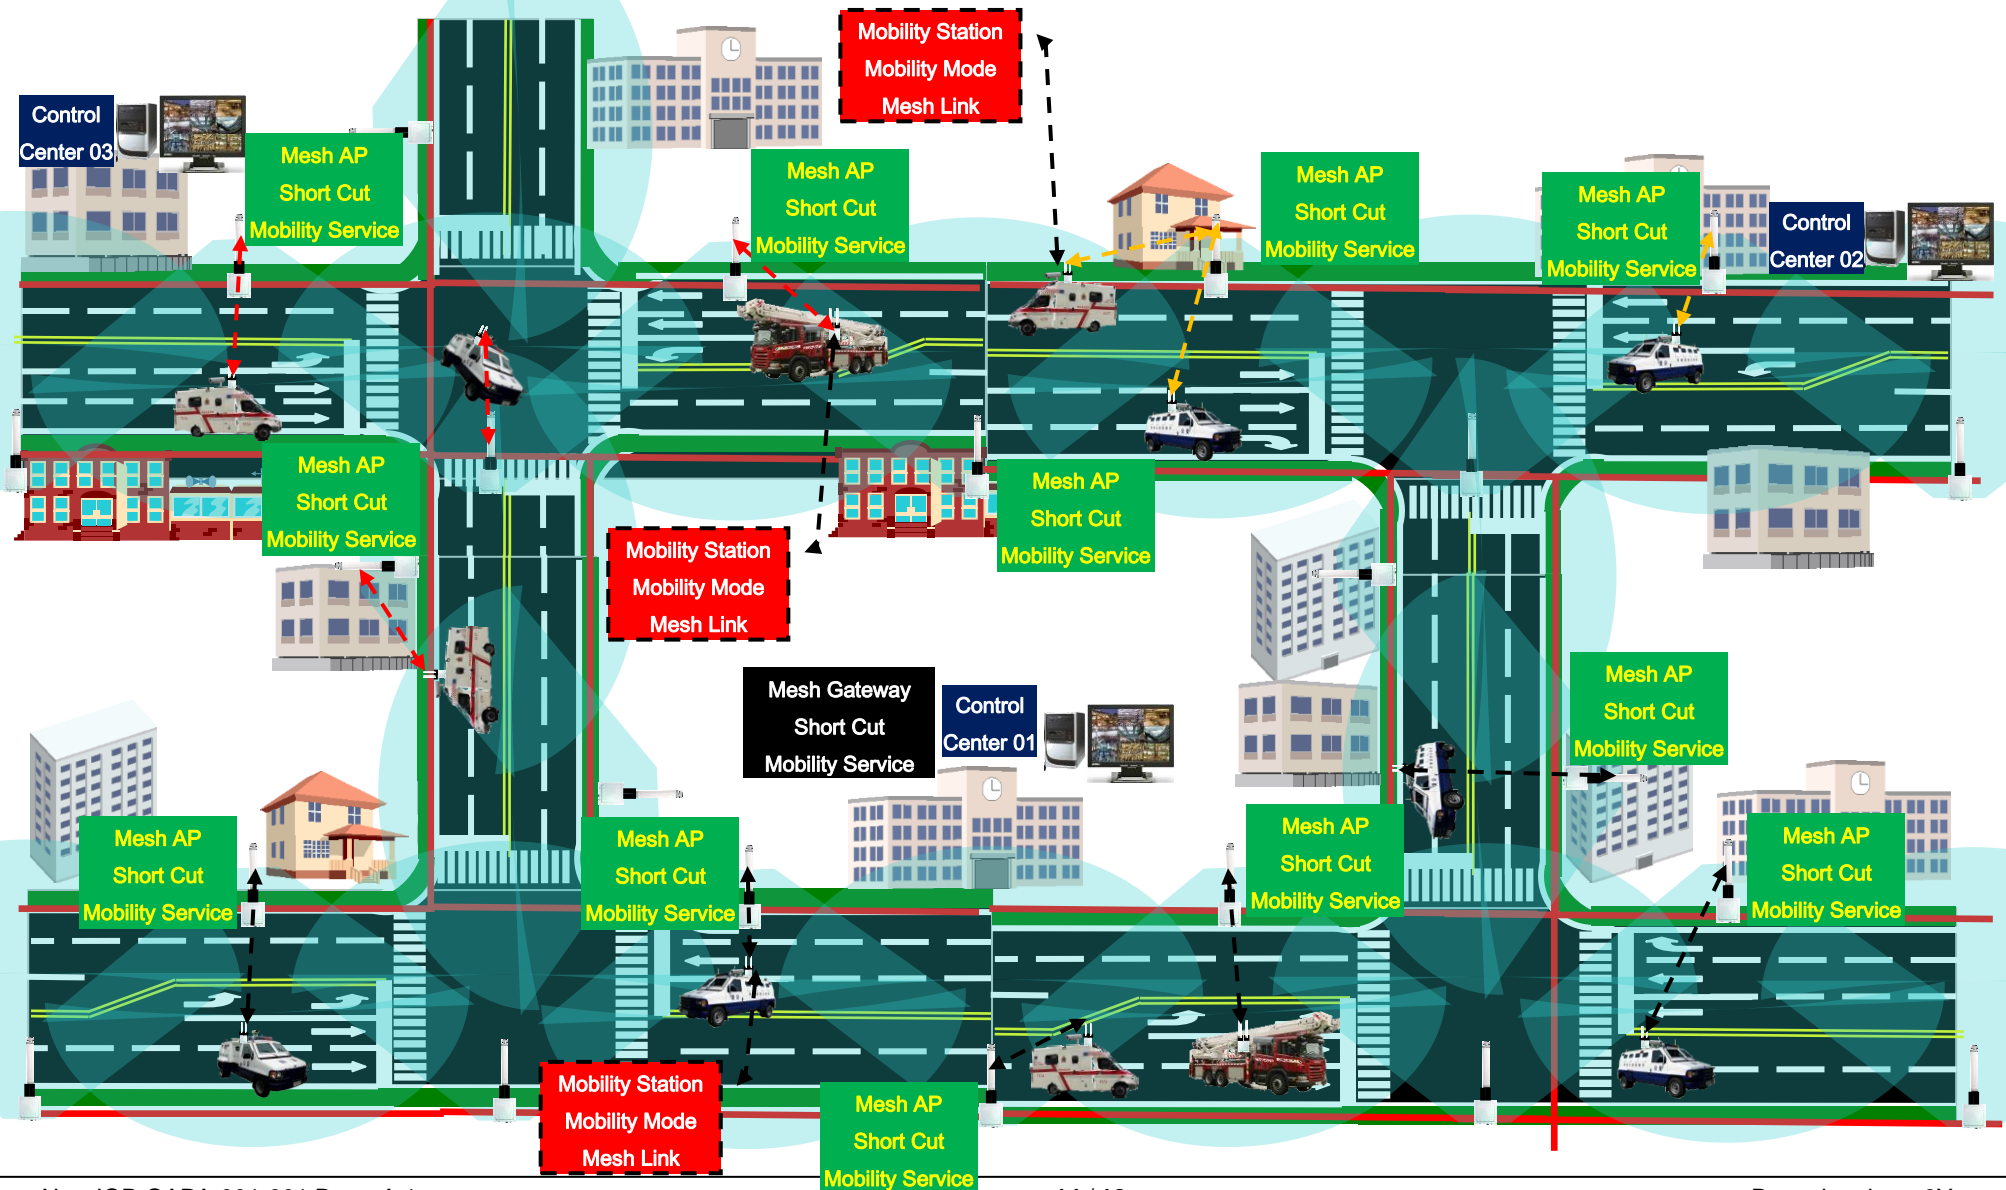 Mobility Station
Mobility Mode
Mesh Link
Control
Center 03
Mesh AP
Short Cut
Mobility Service
Mesh AP
Short Cut
Mobility Service
Mesh AP
Short Cut
Mobility Service
Mesh AP
Short Cut
Mobility Service
Control
Center 02
Mesh AP
Short Cut
Mobility Service
Mesh AP
Short Cut
Mobility Service
Mobility Station
Mobility Mode
Mesh Link
Mesh Gateway
Short Cut
Mobility Service
Control
Center 01
Mesh AP
Short Cut
Mobility Service
Mesh AP
Short Cut
Mobility Service
Mesh AP
Short Cut
Mobility Service
Mesh AP
Short Cut
Mobility Service
Mesh AP
Short Cut
Mobility Service
Mobility Station
Mobility Mode
Mesh Link
Mesh AP
Short Cut
Mobility Service